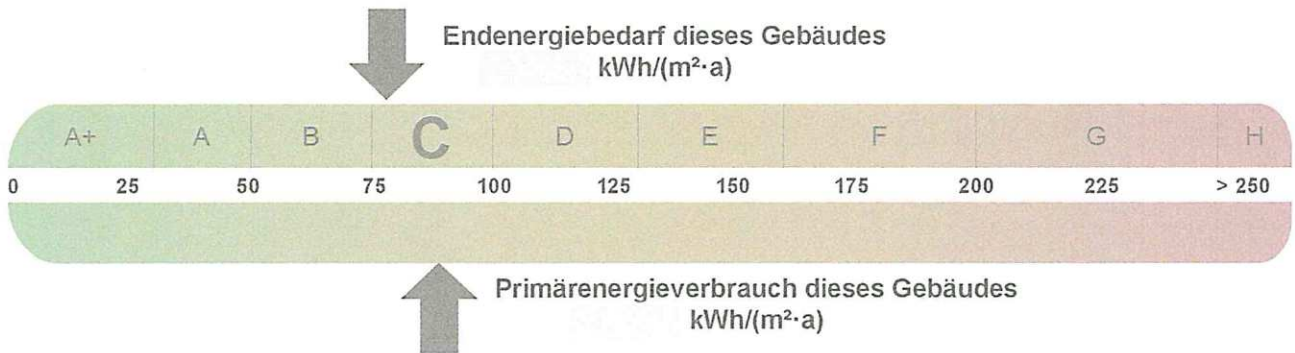 Endenergiebedarf dieses Gebäudes
kWh/(m²·a)
A+ A B C D E F G H
0 25 50 75 100 125 150 175 200 225 > 250
Primärenergieverbrauch dieses Gebäudes
kWh/(m²·a)